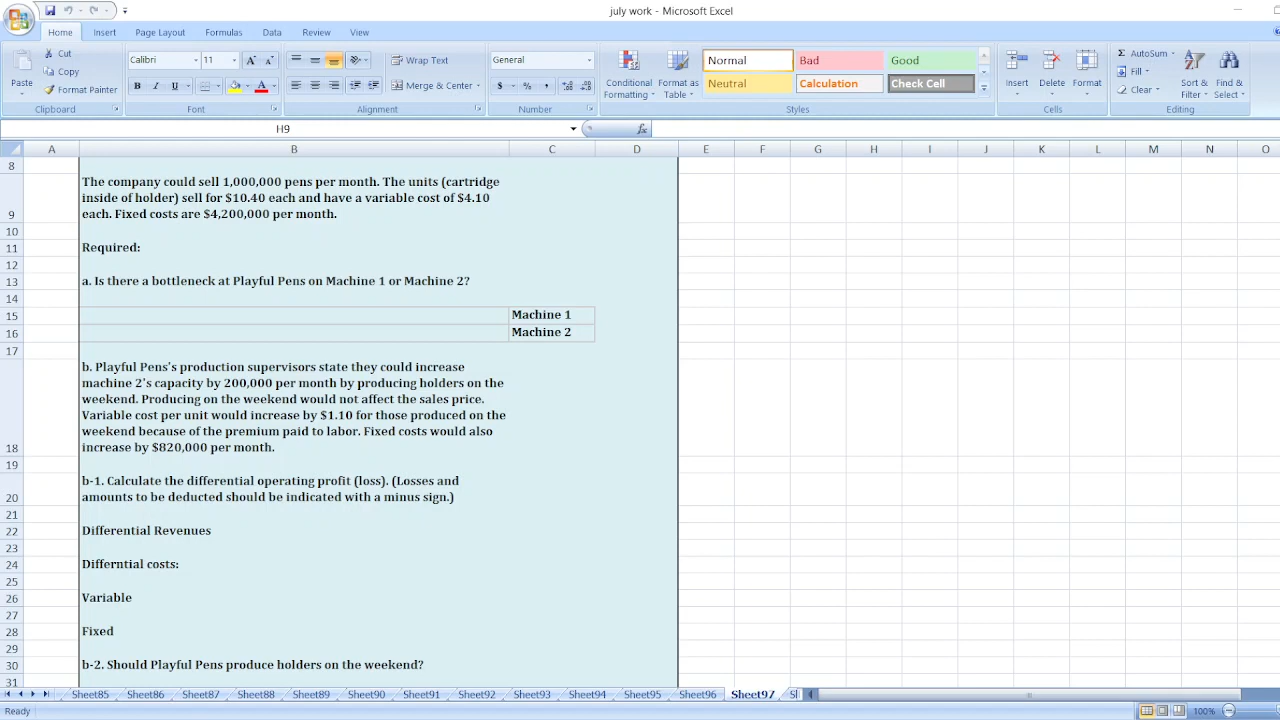 july work - Microsoft Excel
Home Insert Page Layout Formulas Data Review View
Paste Cut Copy Format Painter Clipboard
Calibri 11 A A B I U A Font
Wrap Text Merge & Center Alignment
General $ % , Number
Conditional Formatting Format as Table
Normal Bad Good
Neutral Calculation Check Cell
Styles
Insert Delete Format Cells
Σ AutoSum Fill Clear Sort & Filter Find & Select Editing
H9 fx
A B C D E F G H I J K L M N O
8
The company could sell 1,000,000 pens per month. The units (cartridge
inside of holder) sell for $10.40 each and have a variable cost of $4.10
9 each. Fixed costs are $4,200,000 per month.
10
11 Required:
12
13 a. Is there a bottleneck at Playful Pens on Machine 1 or Machine 2?
14
15 Machine 1
16 Machine 2
17
b. Playful Pens's production supervisors state they could increase
machine 2's capacity by 200,000 per month by producing holders on the
weekend. Producing on the weekend would not affect the sales price.
Variable cost per unit would increase by $1.10 for those produced on the
weekend because of the premium paid to labor. Fixed costs would also
18 increase by $820,000 per month.
19
b-1. Calculate the differential operating profit (loss). (Losses and
20 amounts to be deducted should be indicated with a minus sign.)
21
22 Differential Revenues
23
24 Differntial costs:
25
26 Variable
27
28 Fixed
29
30 b-2. Should Playful Pens produce holders on the weekend?
31
Sheet85 Sheet86 Sheet87 Sheet88 Sheet89 Sheet90 Sheet91 Sheet92 Sheet93 Sheet94 Sheet95 Sheet96 Sheet97 Sl
Ready 100%